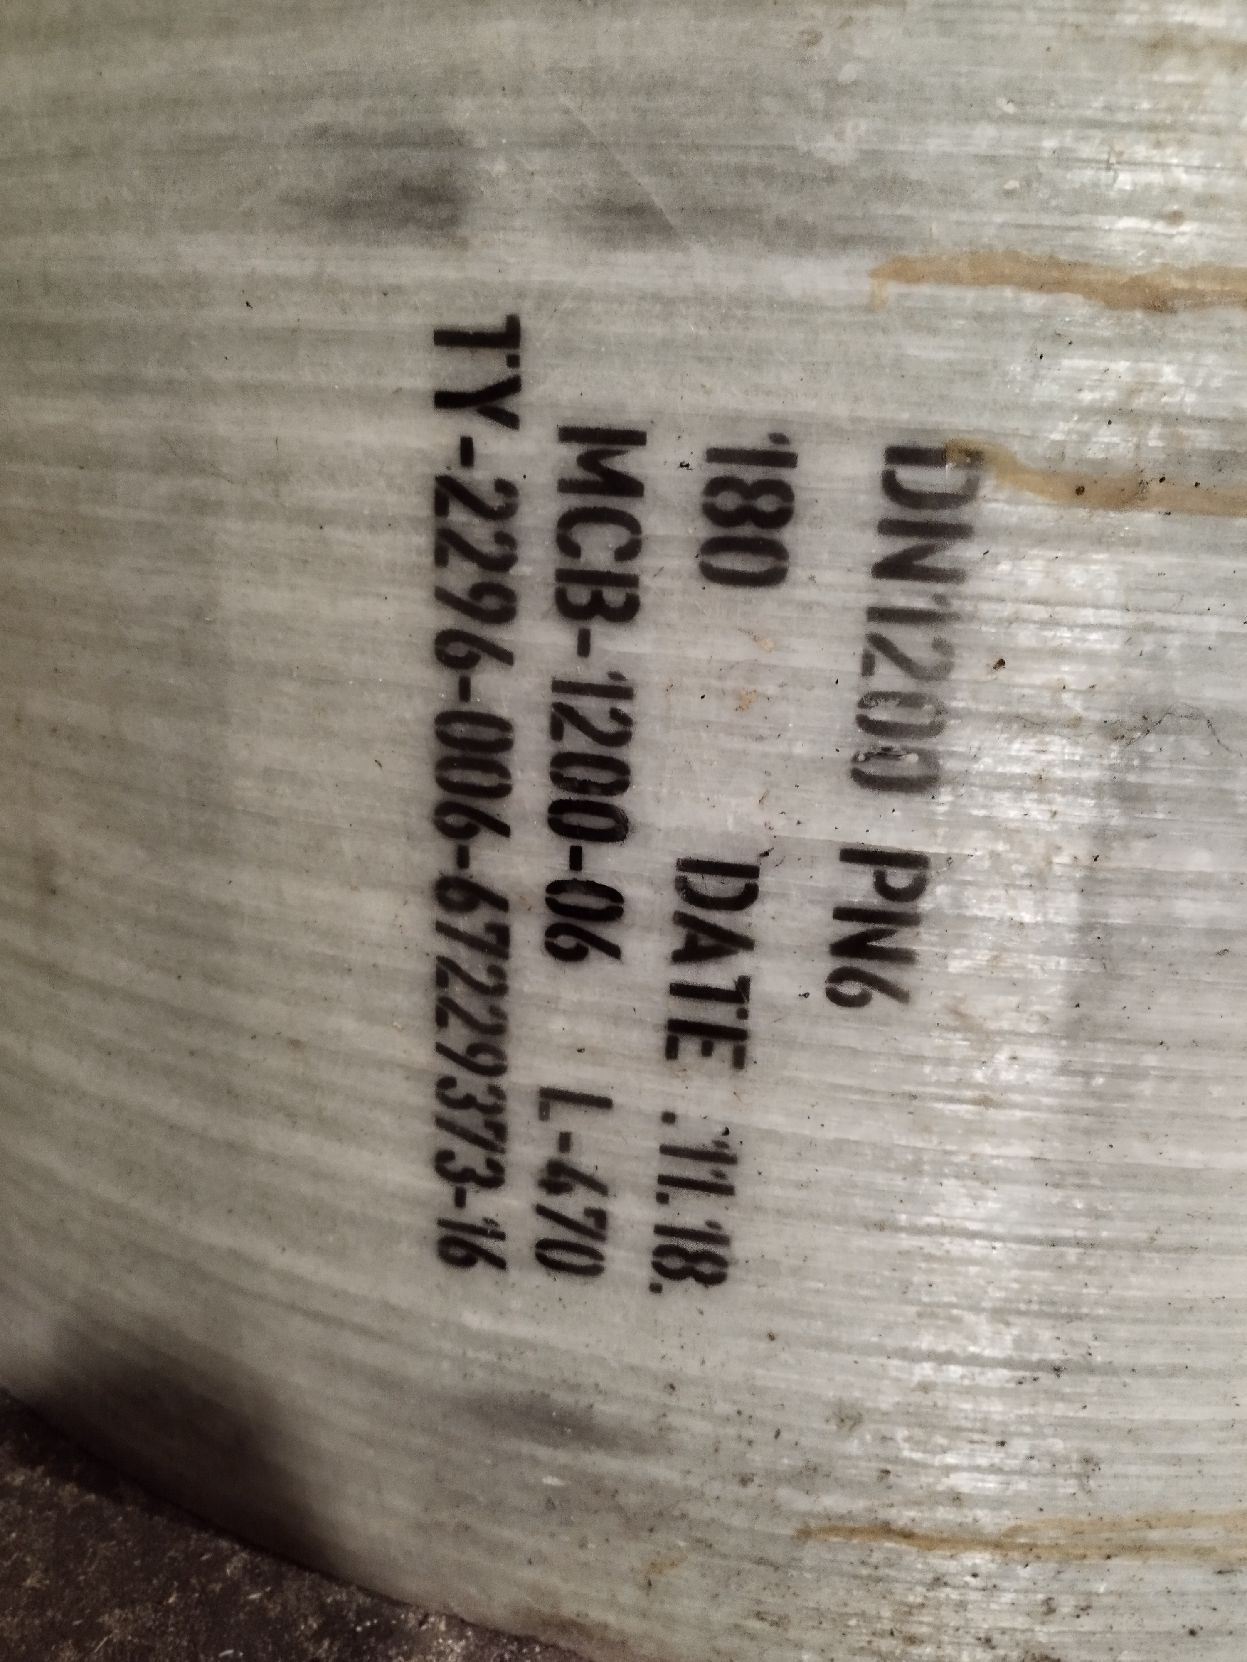 DN1200 PN6
180 DATE .11.18.
МСВ-1200-06 L-470
ТУ-2296-006-67229373-16